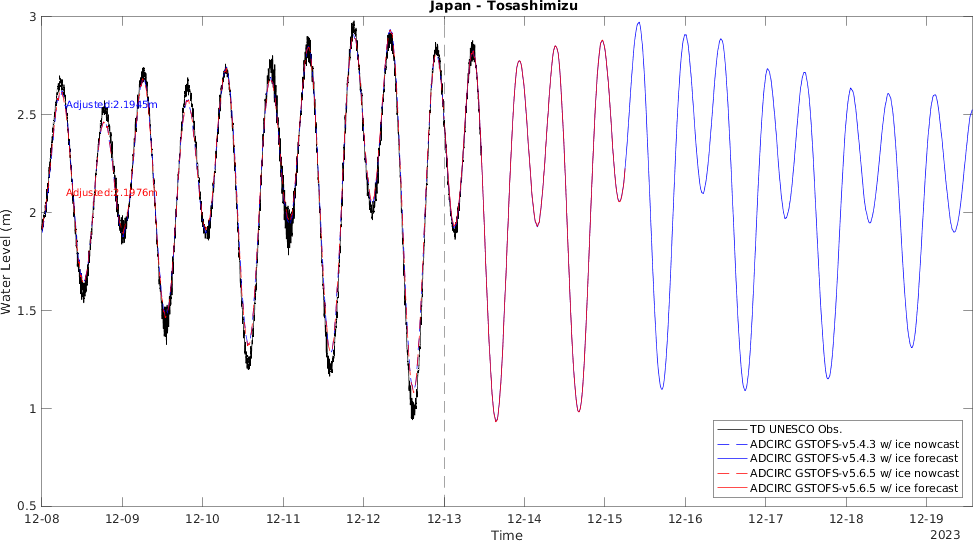 Japan - Tosashimizu
3
2.5
2
1.5
1
0.5
Water Level (m)
Adjusted:2.1945m
Adjusted:2.1976m
TD UNESCO Obs.
ADCIRC GSTOFS-v5.4.3 w/ ice nowcast
ADCIRC GSTOFS-v5.4.3 w/ ice forecast
ADCIRC GSTOFS-v5.6.5 w/ ice nowcast
ADCIRC GSTOFS-v5.6.5 w/ ice forecast
12-08 12-09 12-10 12-11 12-12 12-13 12-14 12-15 12-16 12-17 12-18 12-19
Time
2023